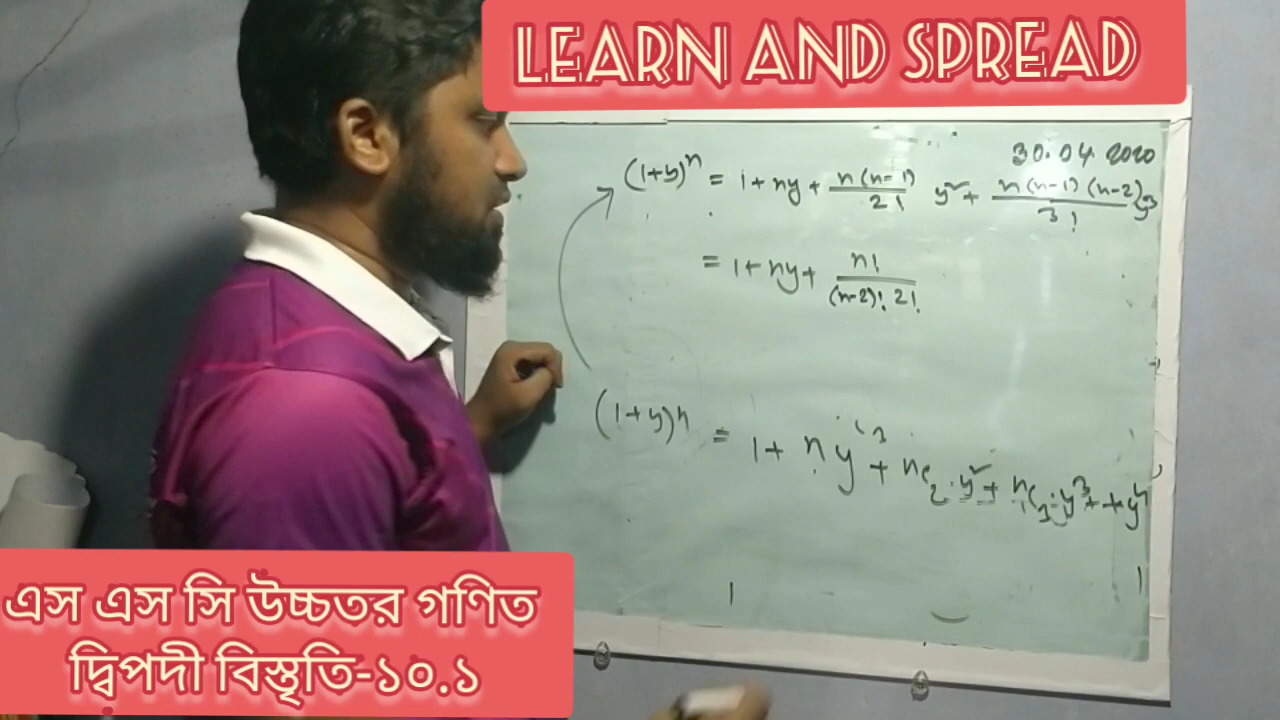 LEARN AND SPREAD
30.04.2020
(1+y)ⁿ = 1 + ny + n(n-1)/2! y² + n(n-1)(n-2)/3! y³
= 1 + ny + n!/(n-2)! 2!
(1+y)ⁿ = 1 + ny + ⁿC₂.y² + ⁿC₃.y³ + + yⁿ
এস এস সি উচ্চতর গণিত
দ্বিপদী বিস্তৃতি-১০.১